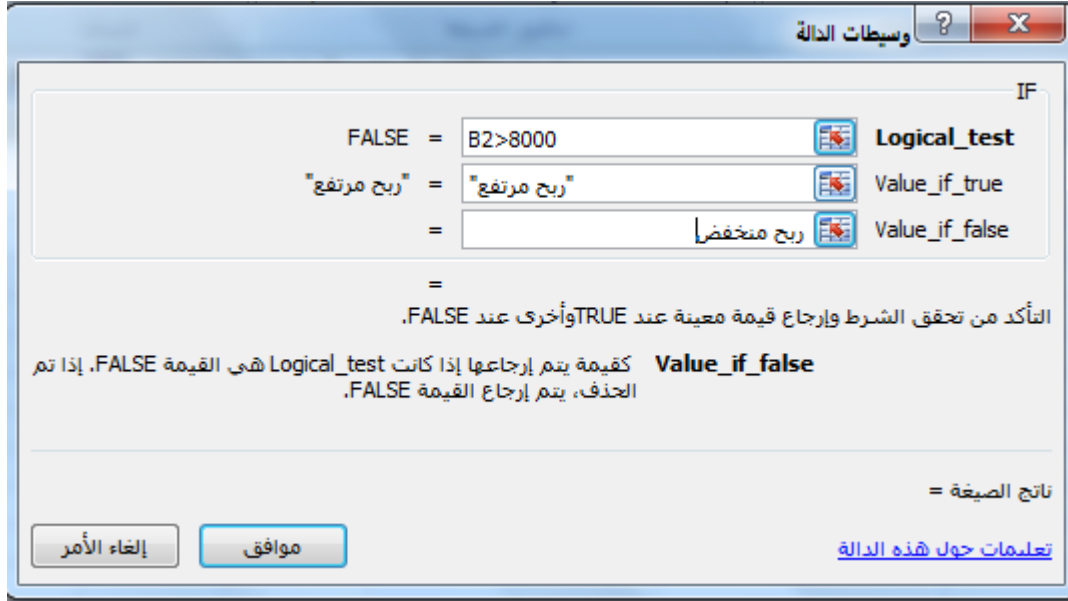 وسيطات الدالة
IF
Logical_test B2>8000 = FALSE
Value_if_true "ربح مرتفع" = "ربح مرتفع"
Value_if_false ربح منخفض =
=
التأكد من تحقق الشرط وإرجاع قيمة معينة عند TRUEوأخرى عند FALSE.
Value_if_false كقيمة يتم إرجاعها إذا كانت Logical_test هي القيمة FALSE. إذا تم
الحذف، يتم إرجاع القيمة FALSE.
ناتج الصيغة =
تعليمات حول هذه الدالة
موافق
إلغاء الأمر